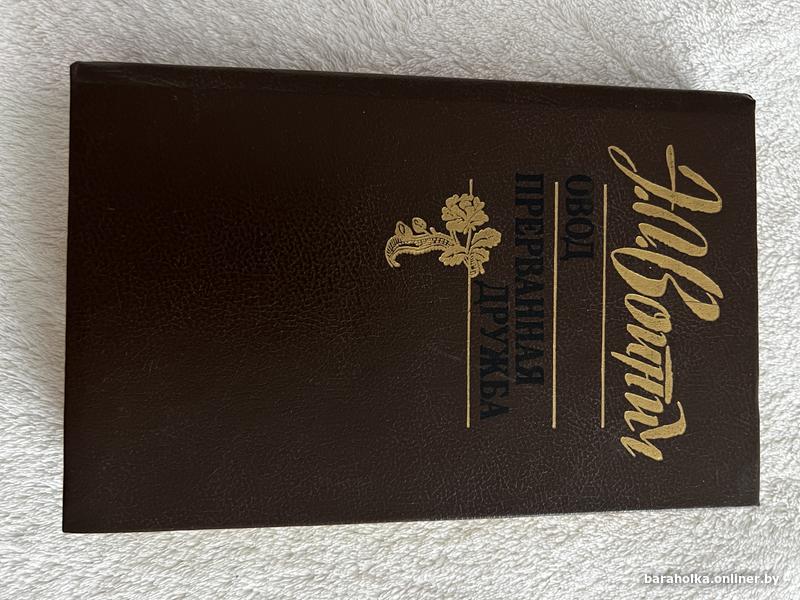 Э.Л. Войнич
ОВОД
ПРЕРВАННАЯ
ДРУЖБА
baraholka.onliner.by